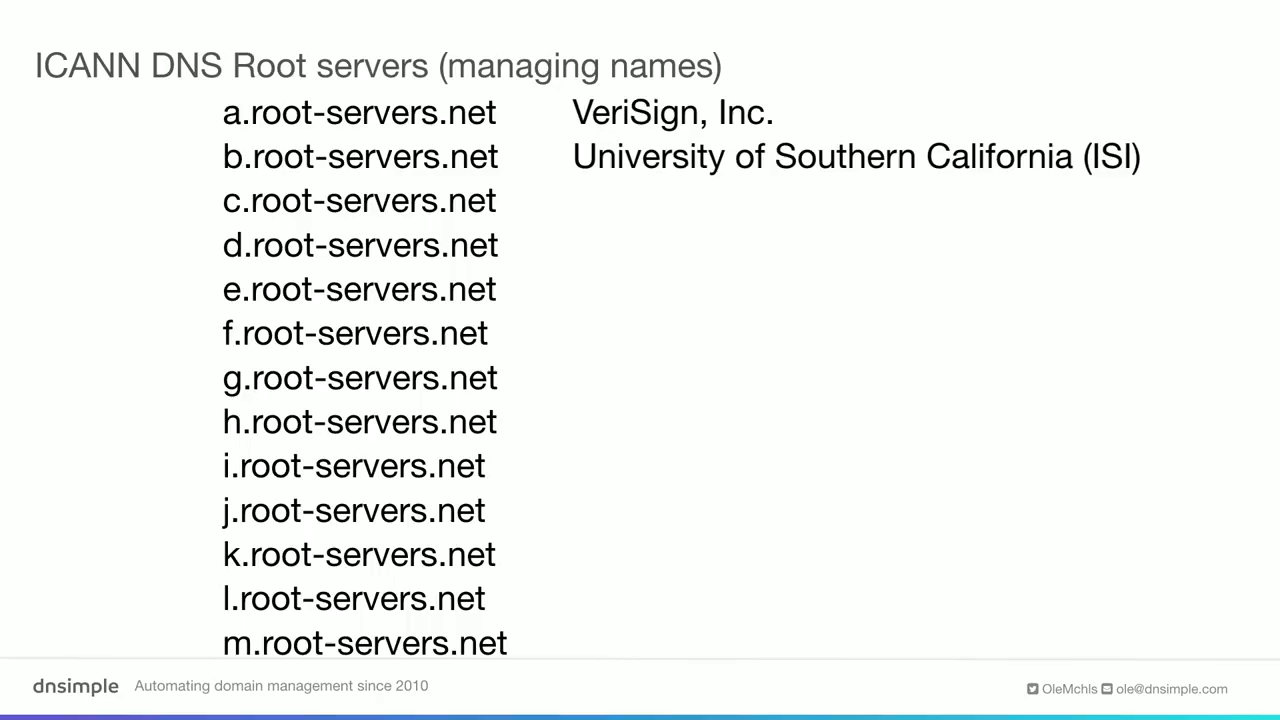 ICANN DNS Root servers (managing names)
a.root-servers.net VeriSign, Inc.
b.root-servers.net University of Southern California (ISI)
c.root-servers.net
d.root-servers.net
e.root-servers.net
f.root-servers.net
g.root-servers.net
h.root-servers.net
i.root-servers.net
j.root-servers.net
k.root-servers.net
l.root-servers.net
m.root-servers.net
dnsimple Automating domain management since 2010 OleMchls ole@dnsimple.com